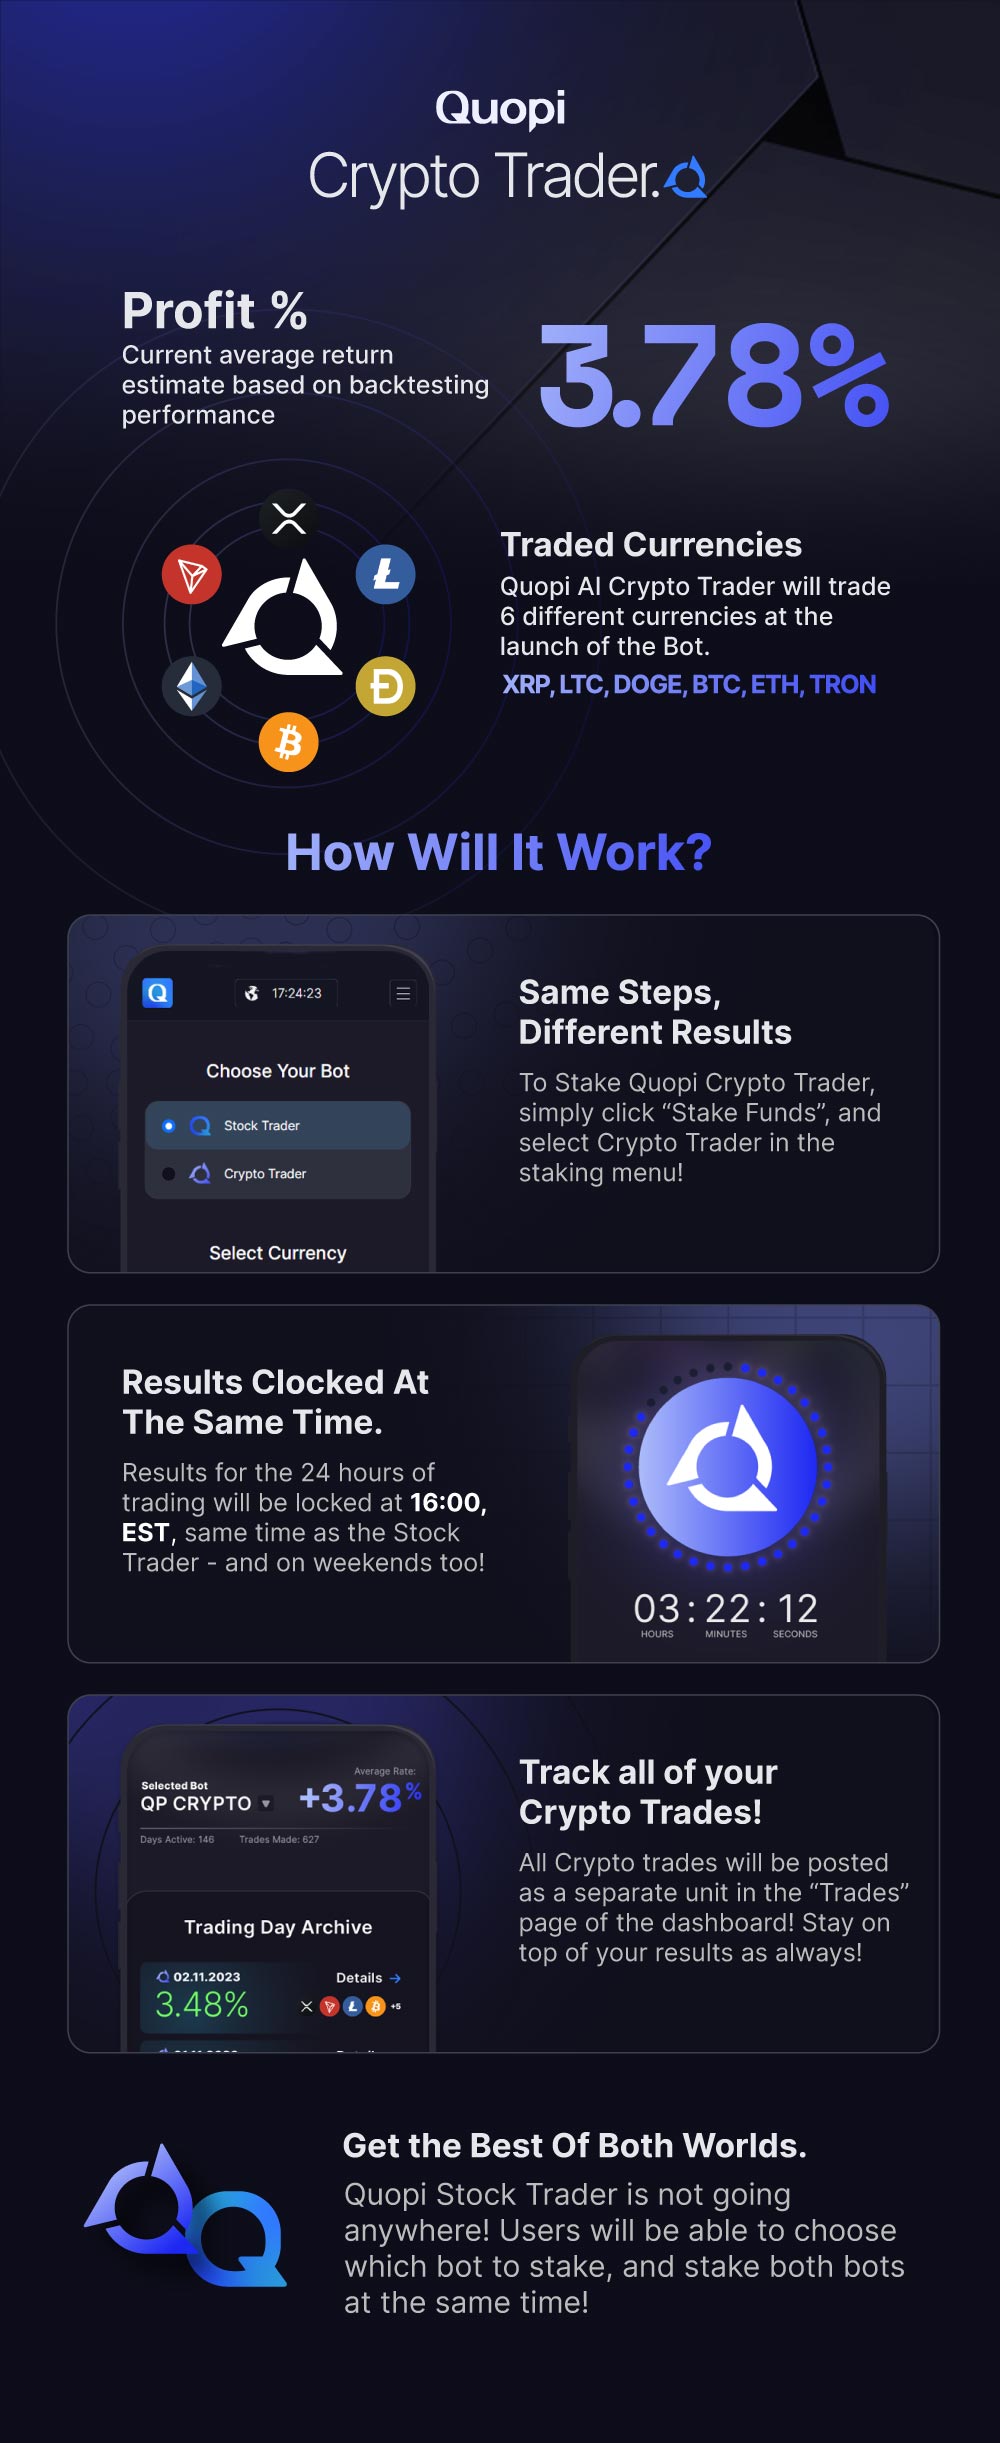 Quopi
Crypto Trader.
Profit %
Current average return
estimate based on backtesting
performance
3.78%
Traded Currencies
Quopi AI Crypto Trader will trade
6 different currencies at the
launch of the Bot.
XRP, LTC, DOGE, BTC, ETH, TRON
How Will It Work?
17:24:23
Choose Your Bot
Stock Trader
Crypto Trader
Select Currency
Same Steps,
Different Results
To Stake Quopi Crypto Trader,
simply click “Stake Funds”, and
select Crypto Trader in the
staking menu!
Results Clocked At
The Same Time.
Results for the 24 hours of
trading will be locked at 16:00,
EST, same time as the Stock
Trader - and on weekends too!
03 : 22 : 12
HOURS MINUTES SECONDS
Average Rate:
Selected Bot
QP CRYPTO
+3.78%
Days Active: 146 Trades Made: 627
Trading Day Archive
02.11.2023 Details →
3.48%
+5
Track all of your
Crypto Trades!
All Crypto trades will be posted
as a separate unit in the “Trades”
page of the dashboard! Stay on
top of your results as always!
Get the Best Of Both Worlds.
Quopi Stock Trader is not going
anywhere! Users will be able to choose
which bot to stake, and stake both bots
at the same time!